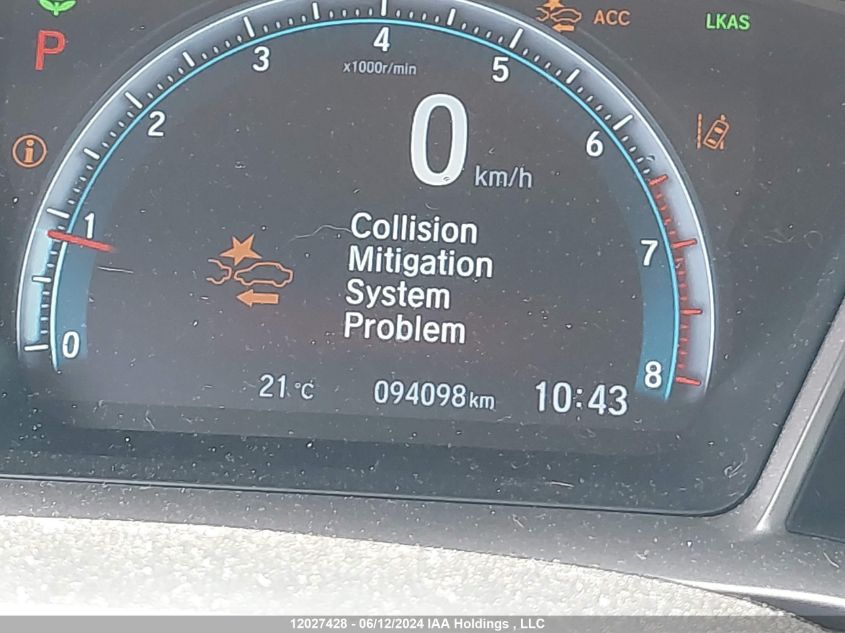 P
ACC
LKAS
0
1
2
3
4
5
6
7
8
x1000r/min
0 km/h
Collision
Mitigation
System
Problem
21 °C
094098 km
10:43
12027428 - 06/12/2024 IAA Holdings , LLC